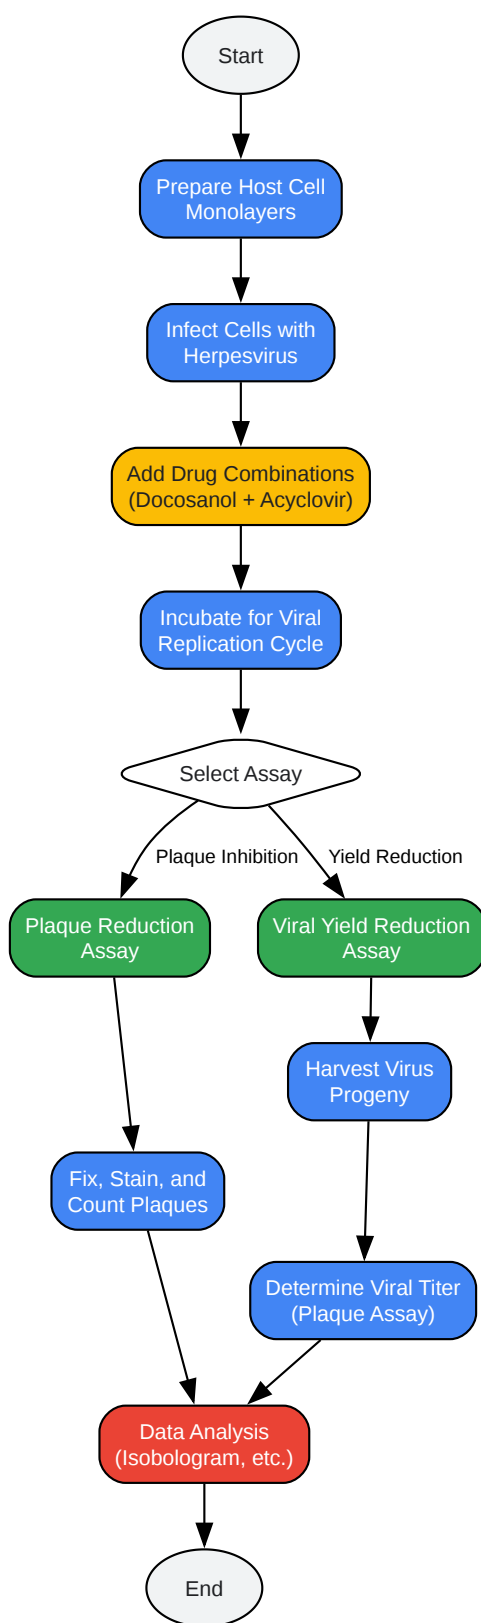 Start
Prepare Host Cell
Monolayers
Infect Cells with
Herpesvirus
Add Drug Combinations
(Docosanol + Acyclovir)
Incubate for Viral
Replication Cycle
Select Assay
Plaque Inhibition
Yield Reduction
Plaque Reduction
Assay
Viral Yield Reduction
Assay
Harvest Virus
Progeny
Fix, Stain, and
Count Plaques
Determine Viral Titer
(Plaque Assay)
Data Analysis
(Isobologram, etc.)
End